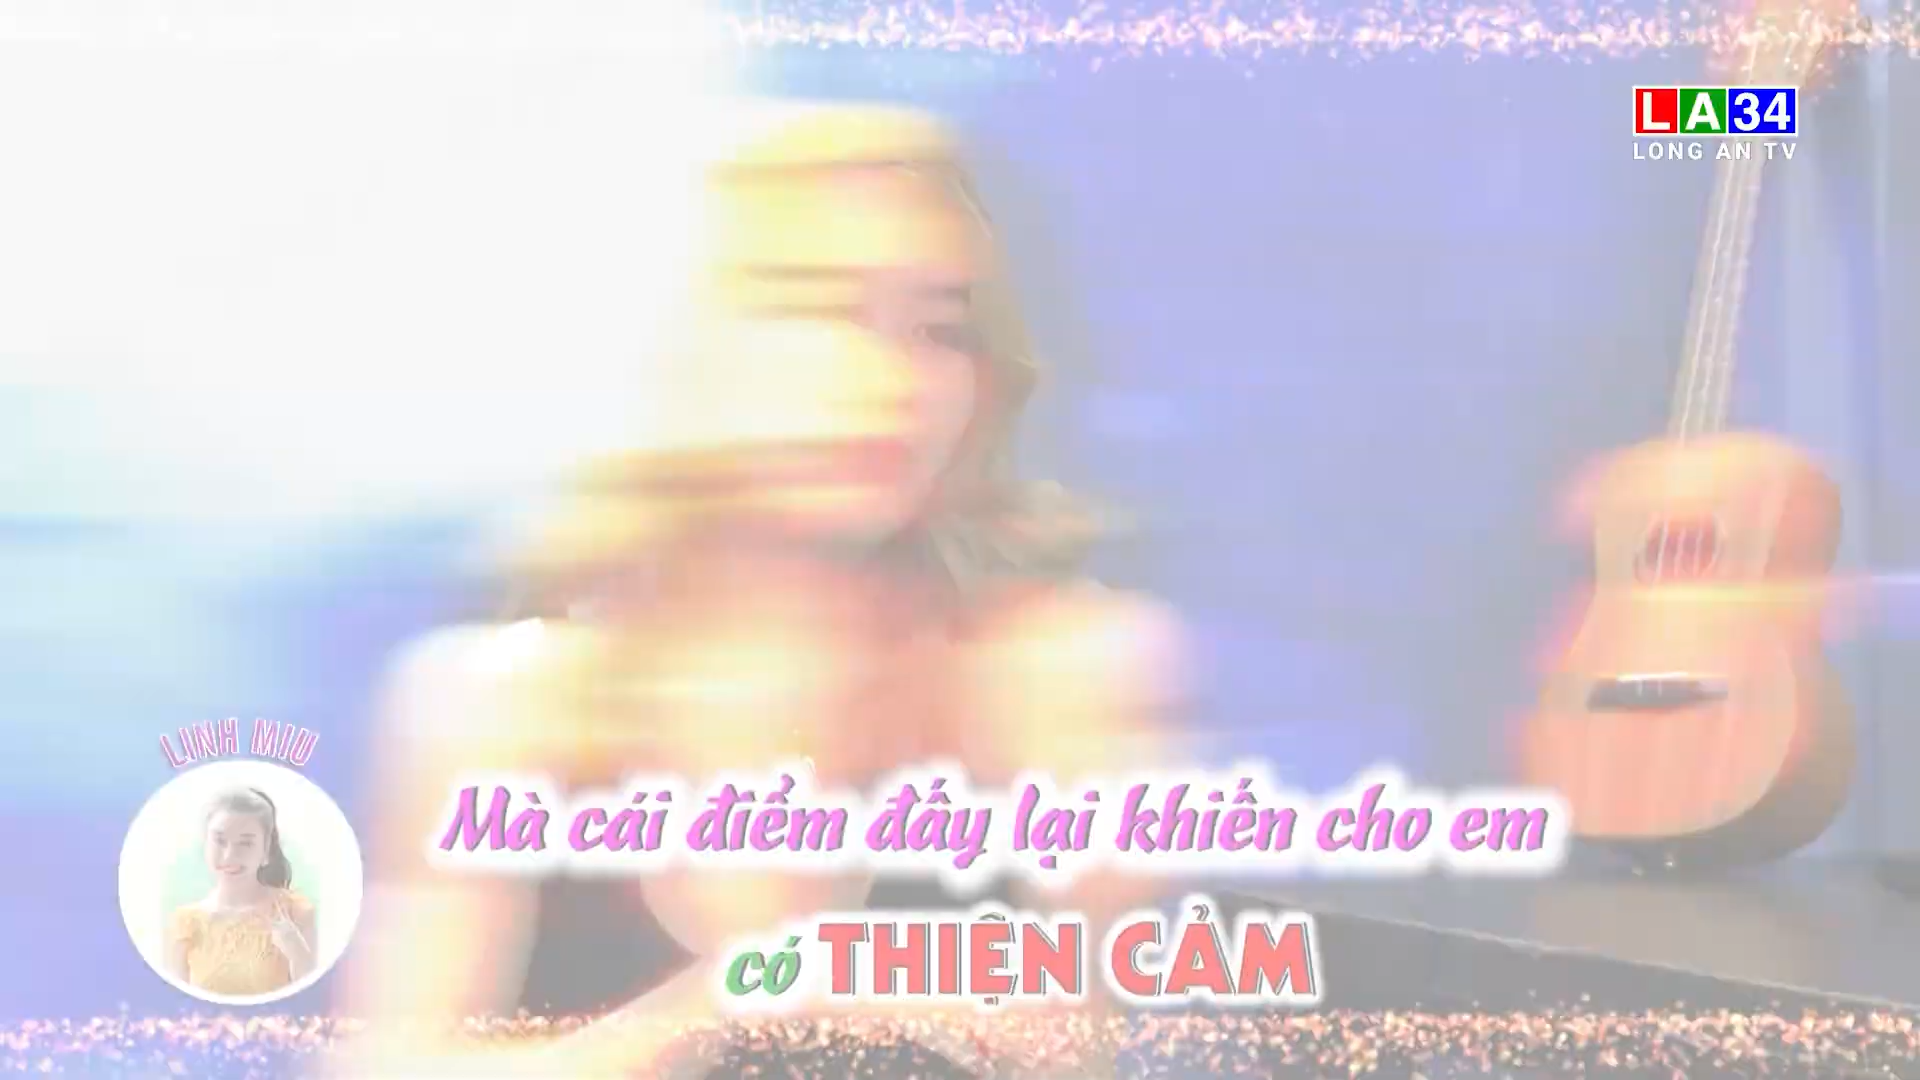 LA34
LONG AN TV
LINH MIU
Mà cái điểm đấy lại khiến cho em
có THIỆN CẢM